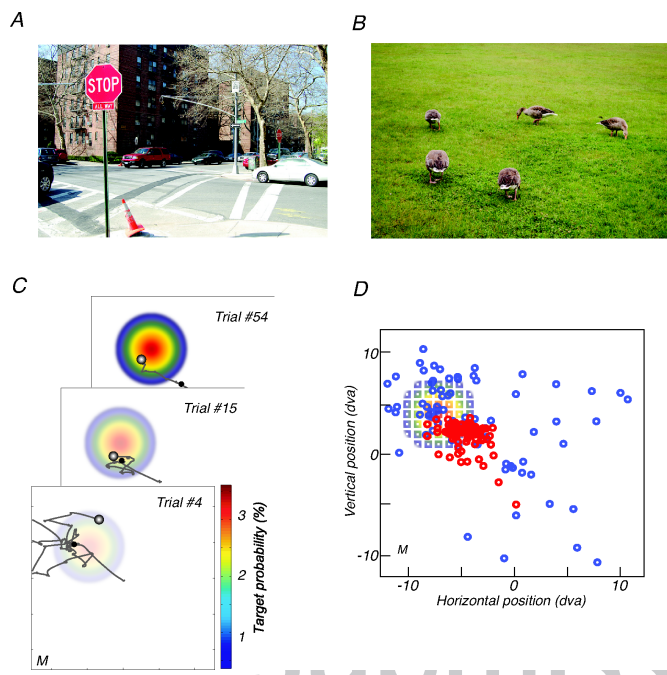 A
B
STOP
ALL WAY
C
Trial #54
Trial #15
Trial #4
M
3
2
1
Target probability (%)
D
10
0
-10
Vertical position (dva)
M
-10
0
10
Horizontal position (dva)